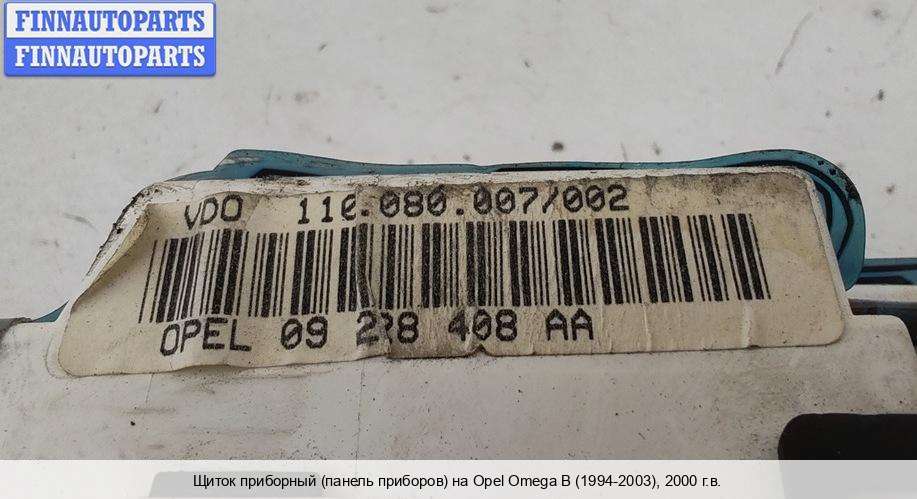 FINNAUTOPARTS
FINNAUTOPARTS
VDO 110.080.007/002
OPEL 09 228 408 AA
Щиток приборный (панель приборов) на Opel Omega B (1994-2003), 2000 г.в.